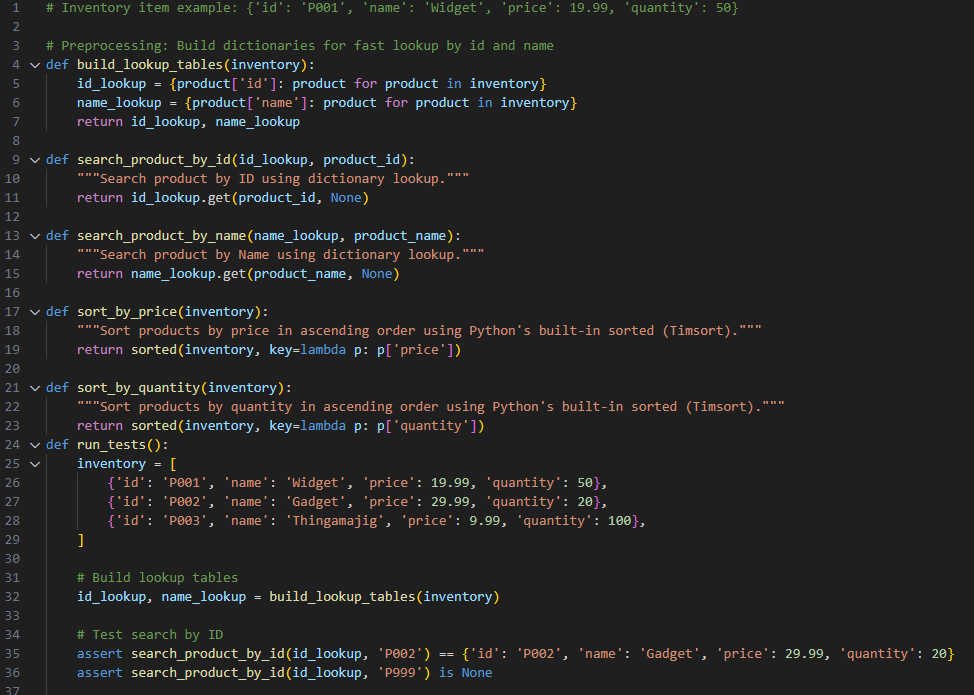 1 # Inventory item example: {'id': 'P001', 'name': 'Widget', 'price': 19.99, 'quantity': 50}
2
3 # Preprocessing: Build dictionaries for fast lookup by id and name
4 def build_lookup_tables(inventory):
5     id_lookup = {product['id']: product for product in inventory}
6     name_lookup = {product['name']: product for product in inventory}
7     return id_lookup, name_lookup
8
9 def search_product_by_id(id_lookup, product_id):
10     """Search product by ID using dictionary lookup."""
11     return id_lookup.get(product_id, None)
12
13 def search_product_by_name(name_lookup, product_name):
14     """Search product by Name using dictionary lookup."""
15     return name_lookup.get(product_name, None)
16
17 def sort_by_price(inventory):
18     """Sort products by price in ascending order using Python's built-in sorted (Timsort)."""
19     return sorted(inventory, key=lambda p: p['price'])
20
21 def sort_by_quantity(inventory):
22     """Sort products by quantity in ascending order using Python's built-in sorted (Timsort)."""
23     return sorted(inventory, key=lambda p: p['quantity'])
24 def run_tests():
25     inventory = [
26         {'id': 'P001', 'name': 'Widget', 'price': 19.99, 'quantity': 50},
27         {'id': 'P002', 'name': 'Gadget', 'price': 29.99, 'quantity': 20},
28         {'id': 'P003', 'name': 'Thingamajig', 'price': 9.99, 'quantity': 100},
29     ]
30
31     # Build lookup tables
32     id_lookup, name_lookup = build_lookup_tables(inventory)
33
34     # Test search by ID
35     assert search_product_by_id(id_lookup, 'P002') == {'id': 'P002', 'name': 'Gadget', 'price': 29.99, 'quantity': 20}
36     assert search_product_by_id(id_lookup, 'P999') is None
37